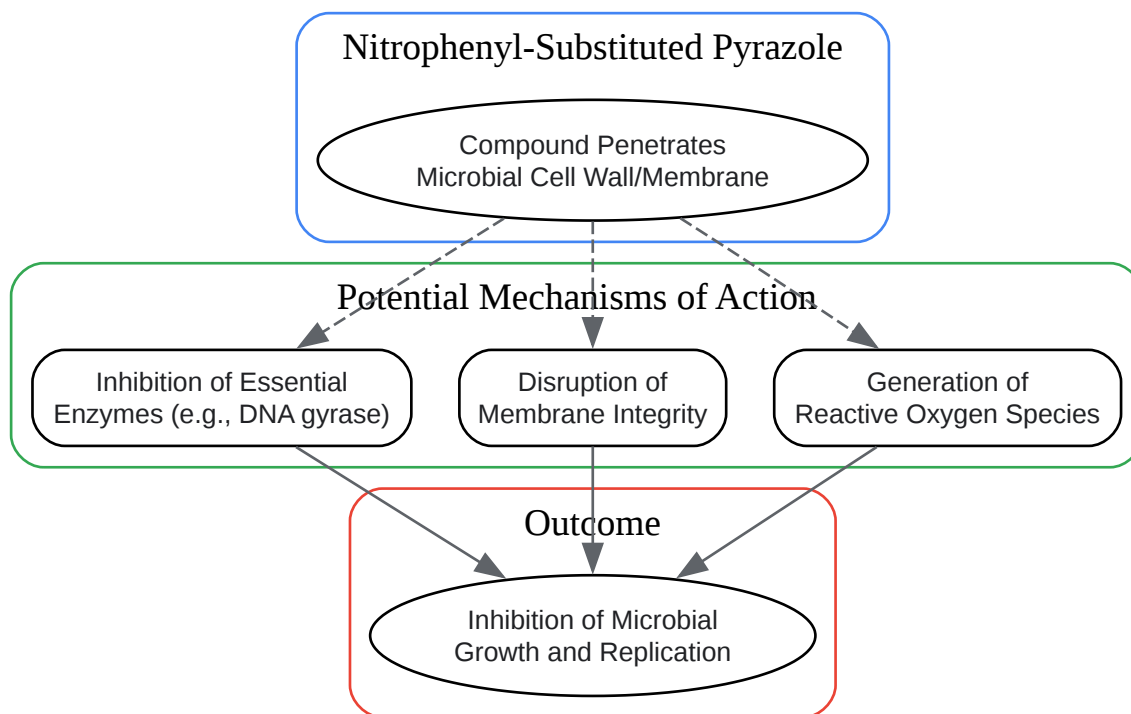 Nitrophenyl-Substituted Pyrazole
Compound Penetrates
Microbial Cell Wall/Membrane
Potential Mechanisms of Action
Inhibition of Essential
Enzymes (e.g., DNA gyrase)
Disruption of
Membrane Integrity
Generation of
Reactive Oxygen Species
Outcome
Inhibition of Microbial
Growth and Replication